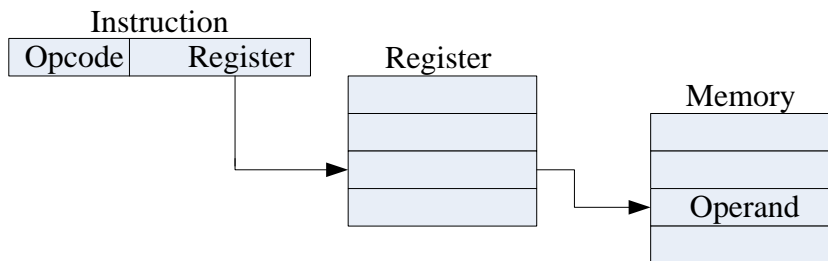 Instruction
Opcode Register
Register
Memory
Operand